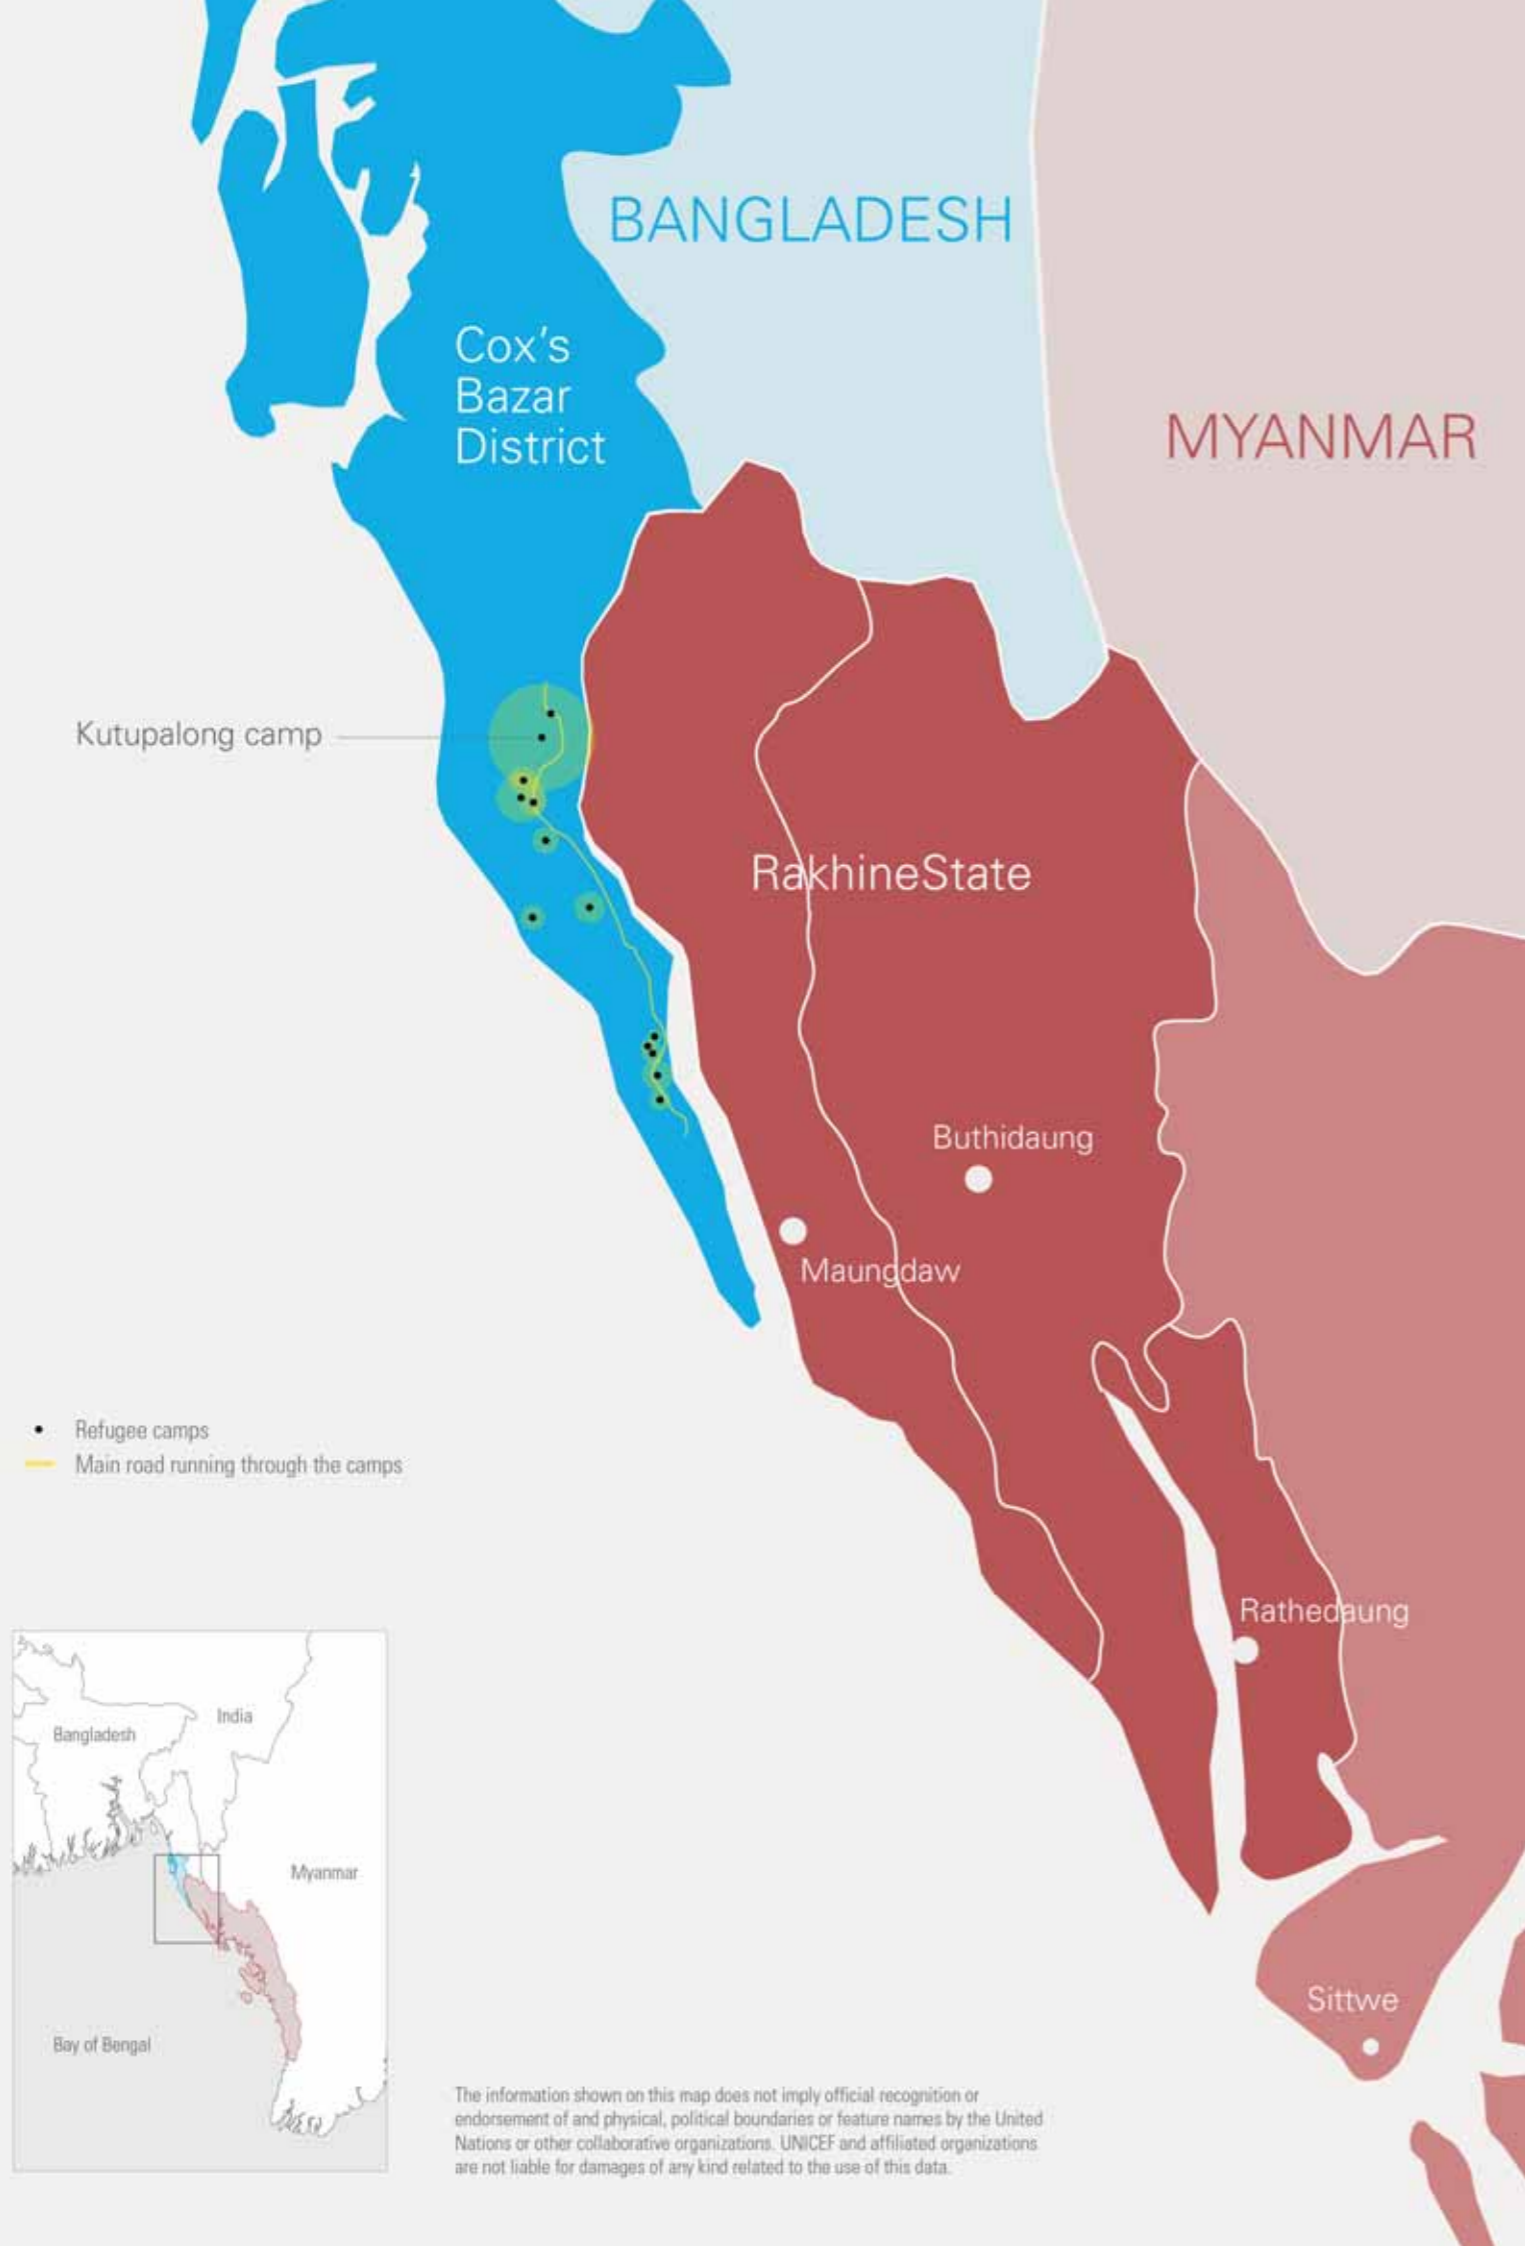 BANGLADESH
Cox's
Bazar
District
MYANMAR
Kutupalong camp
RakhineState
Buthidaung
Maungdaw
Refugee camps
Main road running through the camps
Rathedaung
India
Bangladesh
Myanmar
Bay of Bengal
Sittwe
The information shown on this map does not imply official recognition or
endorsement of and physical, political boundaries or feature names by the United
Nations or other collaborative organizations. UNICEF and affiliated organizations
are not liable for damages of any kind related to the use of this data.